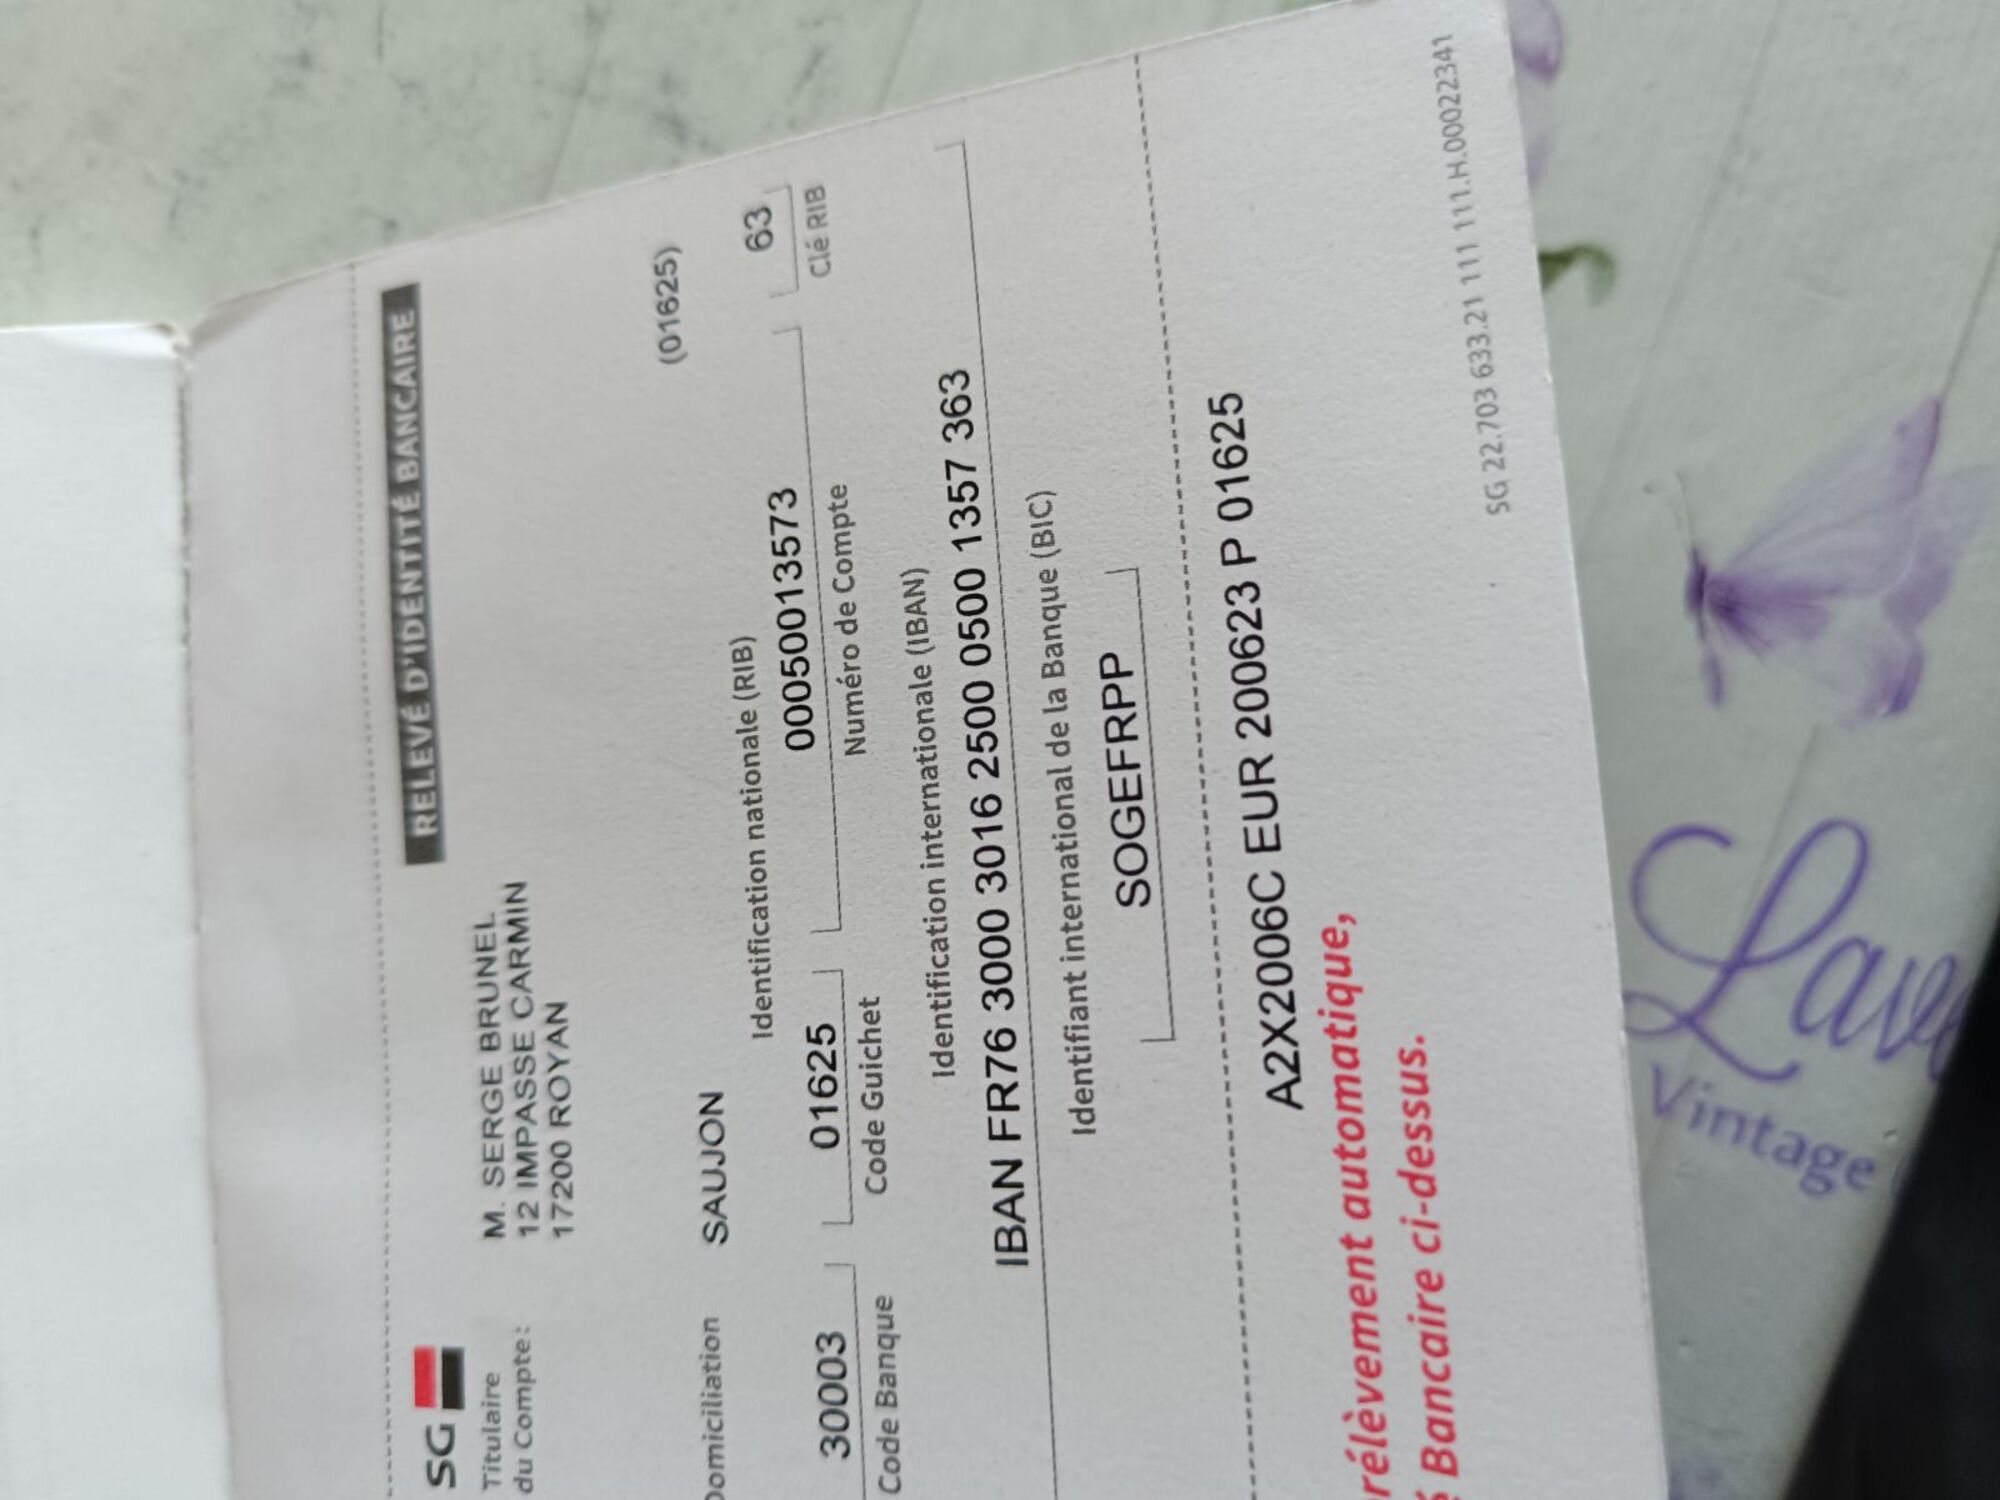 SG
RELEVÉ D'IDENTITÉ BANCAIRE
Titulaire
du Compte:
M. SERGE BRUNEL
12 IMPASSE CARMIN
17200 ROYAN
Domiciliation SAUJON (01625)
Identification nationale (RIB)
30003 01625 00050013573 63
Code Banque Code Guichet Numéro de Compte Clé RIB
Identification internationale (IBAN)
IBAN FR76 3000 3016 2500 0500 1357 363
Identifiant international de la Banque (BIC)
SOGEFRPP
A2X2006C EUR 200623 P 01625
rélèvement automatique,
Bancaire ci-dessus.
SG 22.703 633.21 111 111.H.00022341
Lave
Vintage